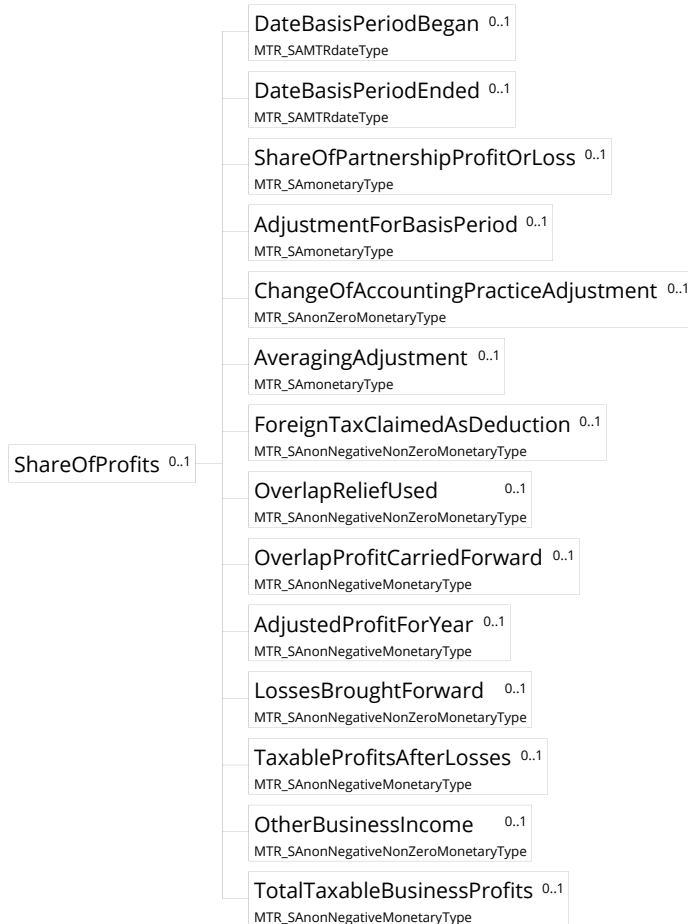 DateBasisPeriodBegan 0..1
MTR_SAMTRdateType
DateBasisPeriodEnded 0..1
MTR_SAMTRdateType
ShareOfPartnershipProfitOrLoss 0..1
MTR_SAmonetaryType
AdjustmentForBasisPeriod 0..1
MTR_SAmonetaryType
ChangeOfAccountingPracticeAdjustment 0..1
MTR_SAnonZeroMonetaryType
AveragingAdjustment 0..1
MTR_SAmonetaryType
ForeignTaxClaimedAsDeduction 0..1
MTR_SAnonNegativeNonZeroMonetaryType
ShareOfProfits 0..1
OverlapReliefUsed 0..1
MTR_SAnonNegativeNonZeroMonetaryType
OverlapProfitCarriedForward 0..1
MTR_SAnonNegativeMonetaryType
AdjustedProfitForYear 0..1
MTR_SAnonNegativeMonetaryType
LossesBroughtForward 0..1
MTR_SAnonNegativeNonZeroMonetaryType
TaxableProfitsAfterLosses 0..1
MTR_SAnonNegativeMonetaryType
OtherBusinessIncome 0..1
MTR_SAnonNegativeNonZeroMonetaryType
TotalTaxableBusinessProfits 0..1
MTR_SAnonNegativeMonetaryType